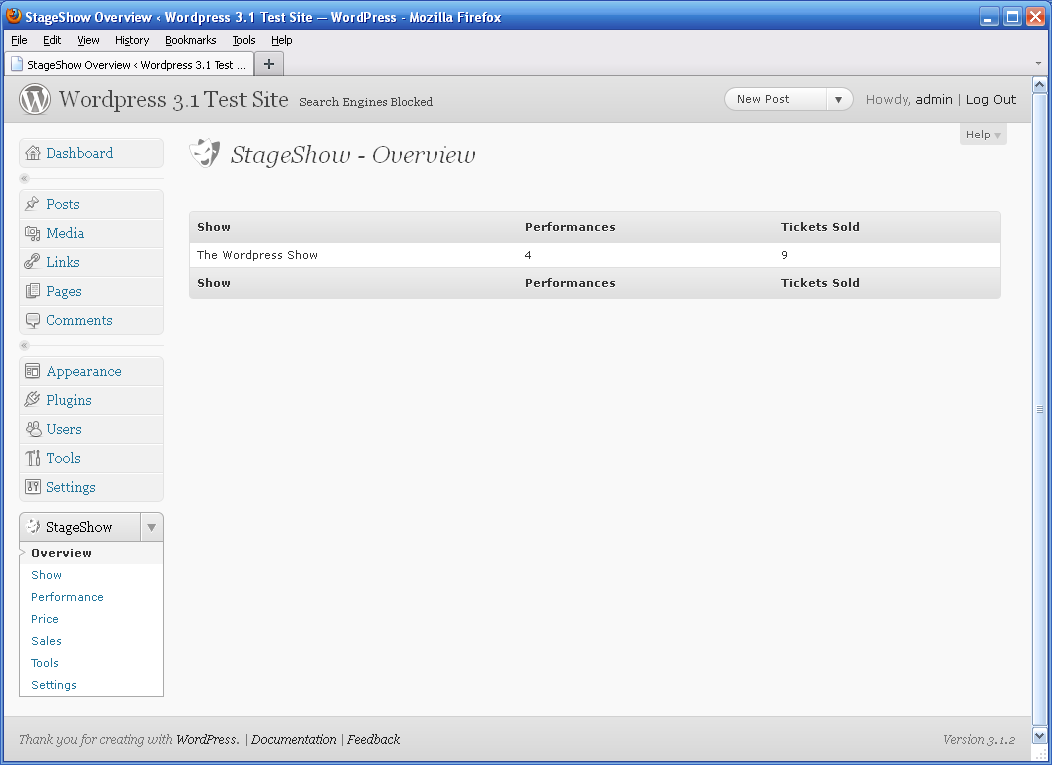 StageShow Overview ‹ Wordpress 3.1 Test Site — WordPress - Mozilla Firefox
File Edit View History Bookmarks Tools Help
StageShow Overview ‹ Wordpress 3.1 Test ...
Wordpress 3.1 Test Site Search Engines Blocked New Post Howdy, admin | Log Out
Help
StageShow - Overview
Dashboard
Posts
Media
Links
Pages
Comments
Appearance
Plugins
Users
Tools
Settings
StageShow
Overview
Show
Performance
Price
Sales
Tools
Settings
Show Performances Tickets Sold
The Wordpress Show 4 9
Show Performances Tickets Sold
Thank you for creating with WordPress. | Documentation | Feedback Version 3.1.2